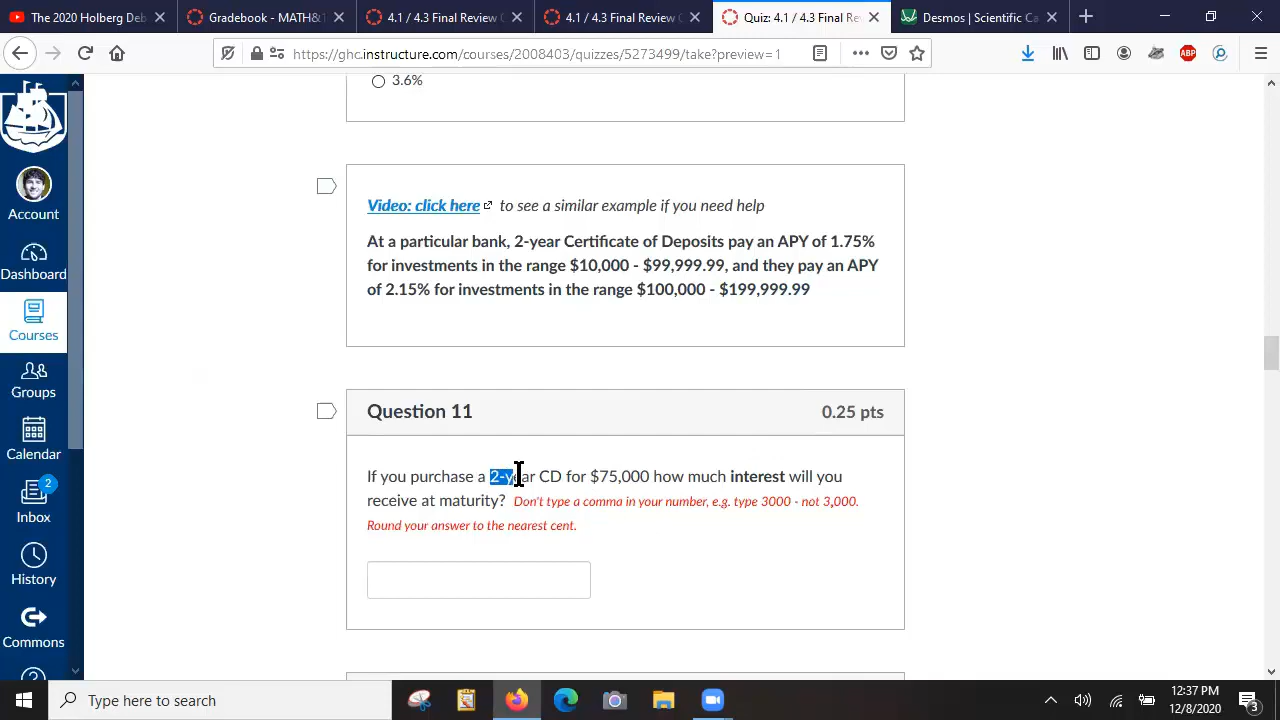 The 2020 Holberg Deb
Gradebook - MATH&1
4.1 / 4.3 Final Review Q
4.1 / 4.3 Final Review Q
Quiz: 4.1 / 4.3 Final Re
Desmos | Scientific Ca
https://ghc.instructure.com/courses/2008403/quizzes/5273499/take?preview=1
ABP
3.6%
Account
Dashboard
Courses
Groups
Calendar
2
Inbox
History
Commons
Video: click here to see a similar example if you need help
At a particular bank, 2-year Certificate of Deposits pay an APY of 1.75%
for investments in the range $10,000 - $99,999.99, and they pay an APY
of 2.15% for investments in the range $100,000 - $199,999.99
Question 11 0.25 pts
If you purchase a 2-year CD for $75,000 how much interest will you
receive at maturity? Don't type a comma in your number, e.g. type 3000 - not 3,000.
Round your answer to the nearest cent.
Type here to search
12:37 PM
12/8/2020
3